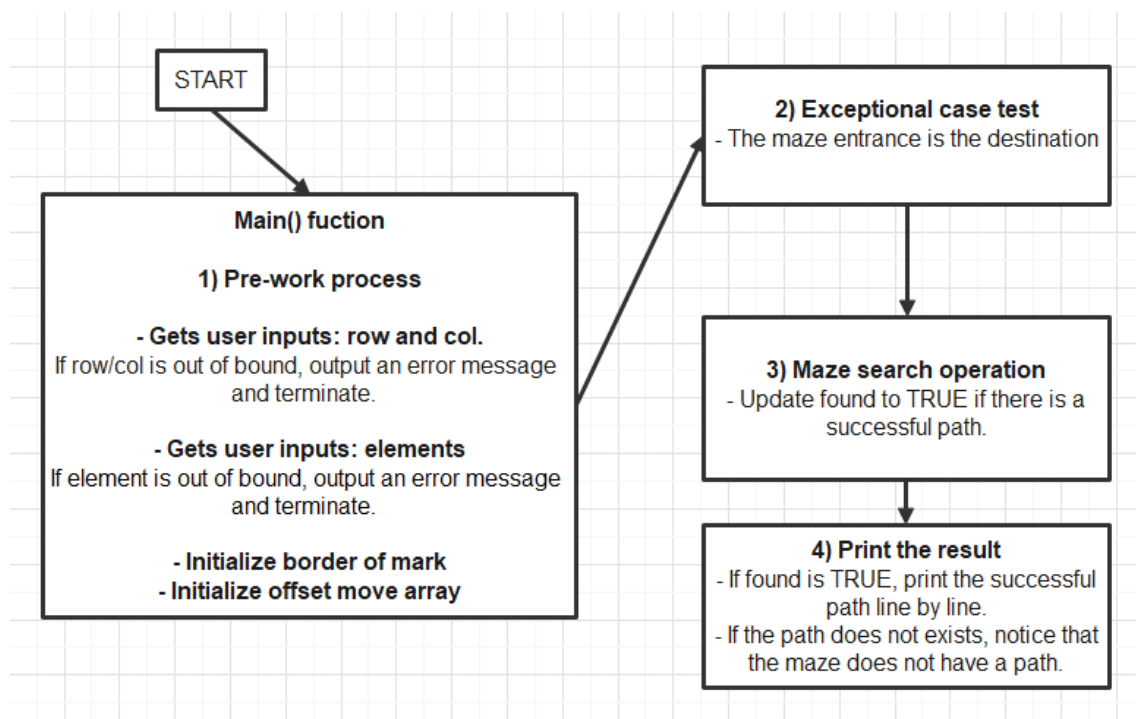 START
Main() fuction
1) Pre-work process
- Gets user inputs: row and col.
If row/col is out of bound, output an error message
and terminate.
- Gets user inputs: elements
If element is out of bound, output an error message
and terminate.
- Initialize border of mark
- Initialize offset move array
2) Exceptional case test
- The maze entrance is the destination
3) Maze search operation
- Update found to TRUE if there is a
successful path.
4) Print the result
- If found is TRUE, print the successful
path line by line.
- If the path does not exists, notice that
the maze does not have a path.